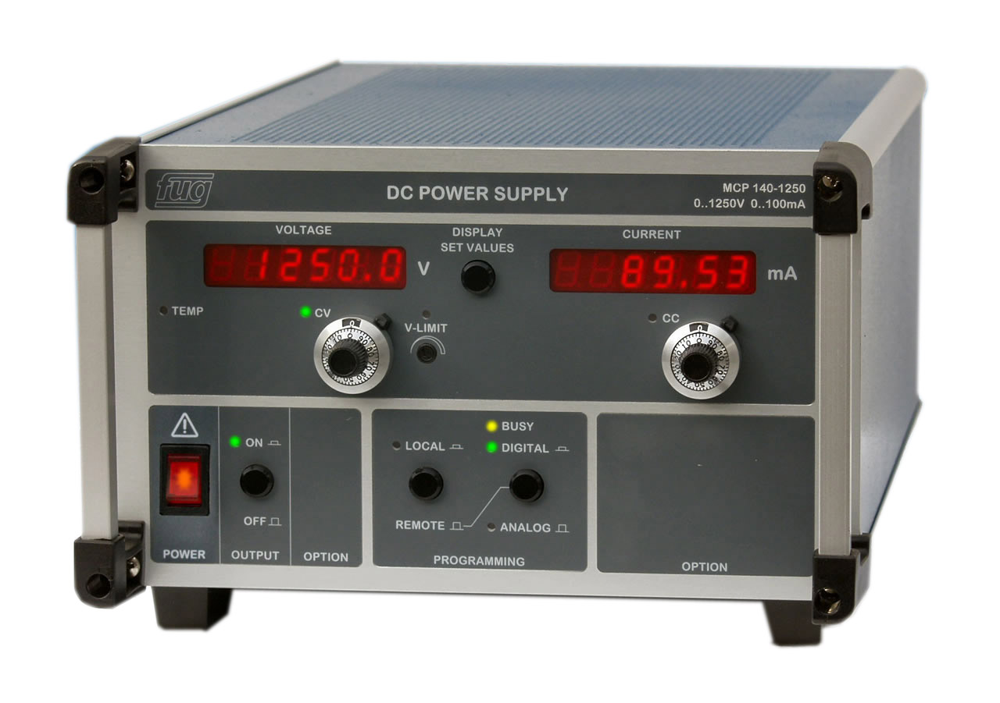 fug
DC POWER SUPPLY
MCP 140-1250
0..1250V 0..100mA
VOLTAGE
DISPLAY
SET VALUES
CURRENT
1250.0 V
89.53 mA
TEMP
CV
V-LIMIT
CC
ON
OFF
POWER
OUTPUT
OPTION
BUSY
LOCAL
DIGITAL
REMOTE
ANALOG
PROGRAMMING
OPTION